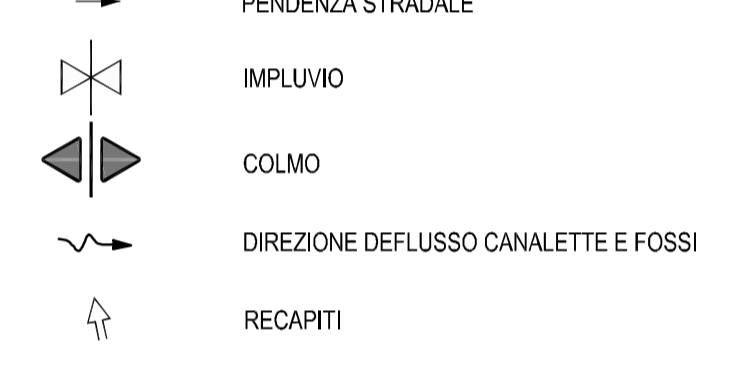 PENDENZA STRADALE
IMPLUVIO
COLMO
DIREZIONE DEFLUSSO CANALETTE E FOSSI
RECAPITI